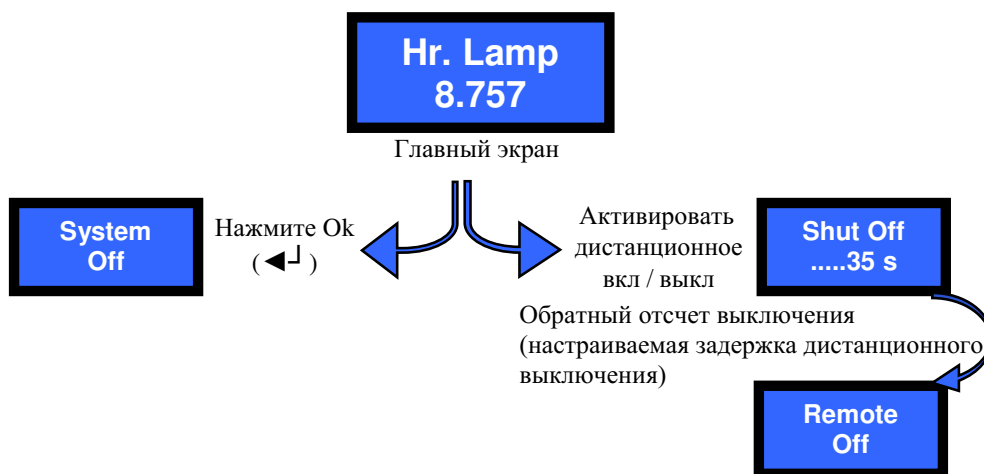 Hr. Lamp
8.757
Главный экран
System
Off
Нажмите Ok
(◄┘)
Активировать
дистанционное
вкл / выкл
Shut Off
.....35 s
Обратный отсчет выключения
(настраиваемая задержка дистанционного
выключения)
Remote
Off